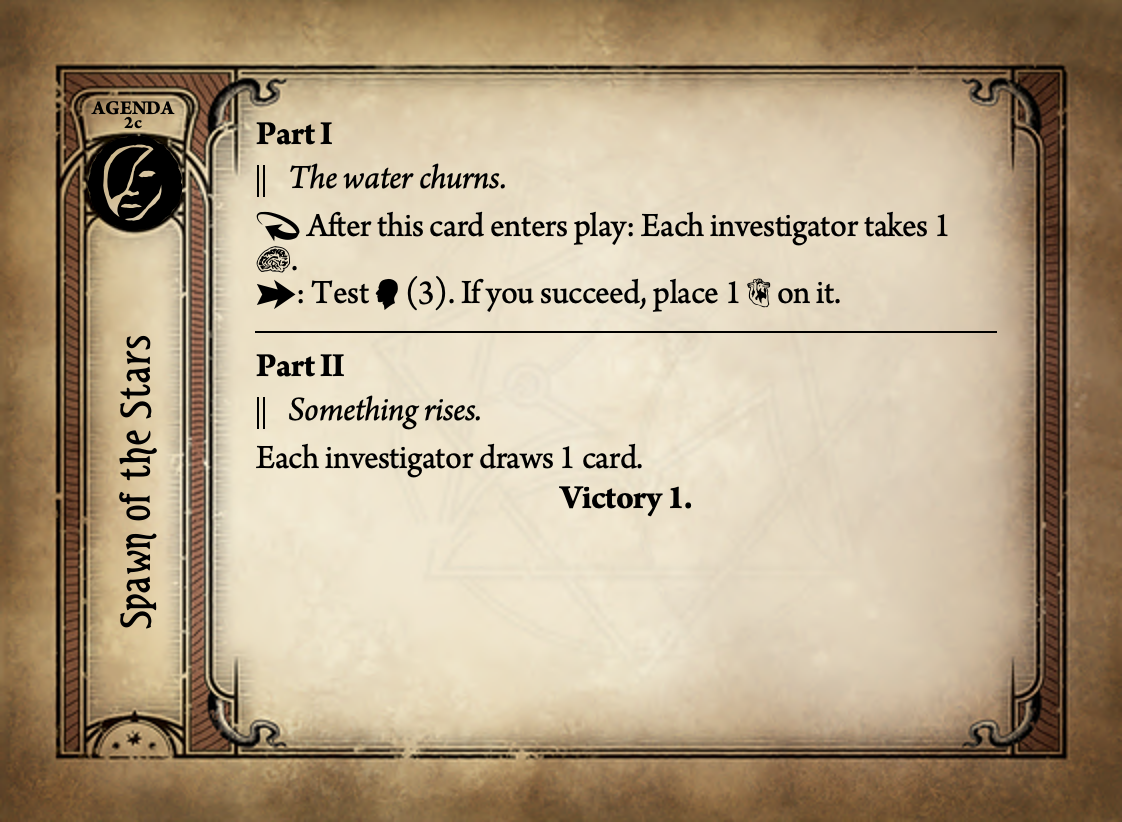 AGENDA
2c
Spawn of the Stars
Part I
The water churns.
After this card enters play: Each investigator takes 1
.
: Test (3). If you succeed, place 1 on it.
Part II
Something rises.
Each investigator draws 1 card.
Victory 1.